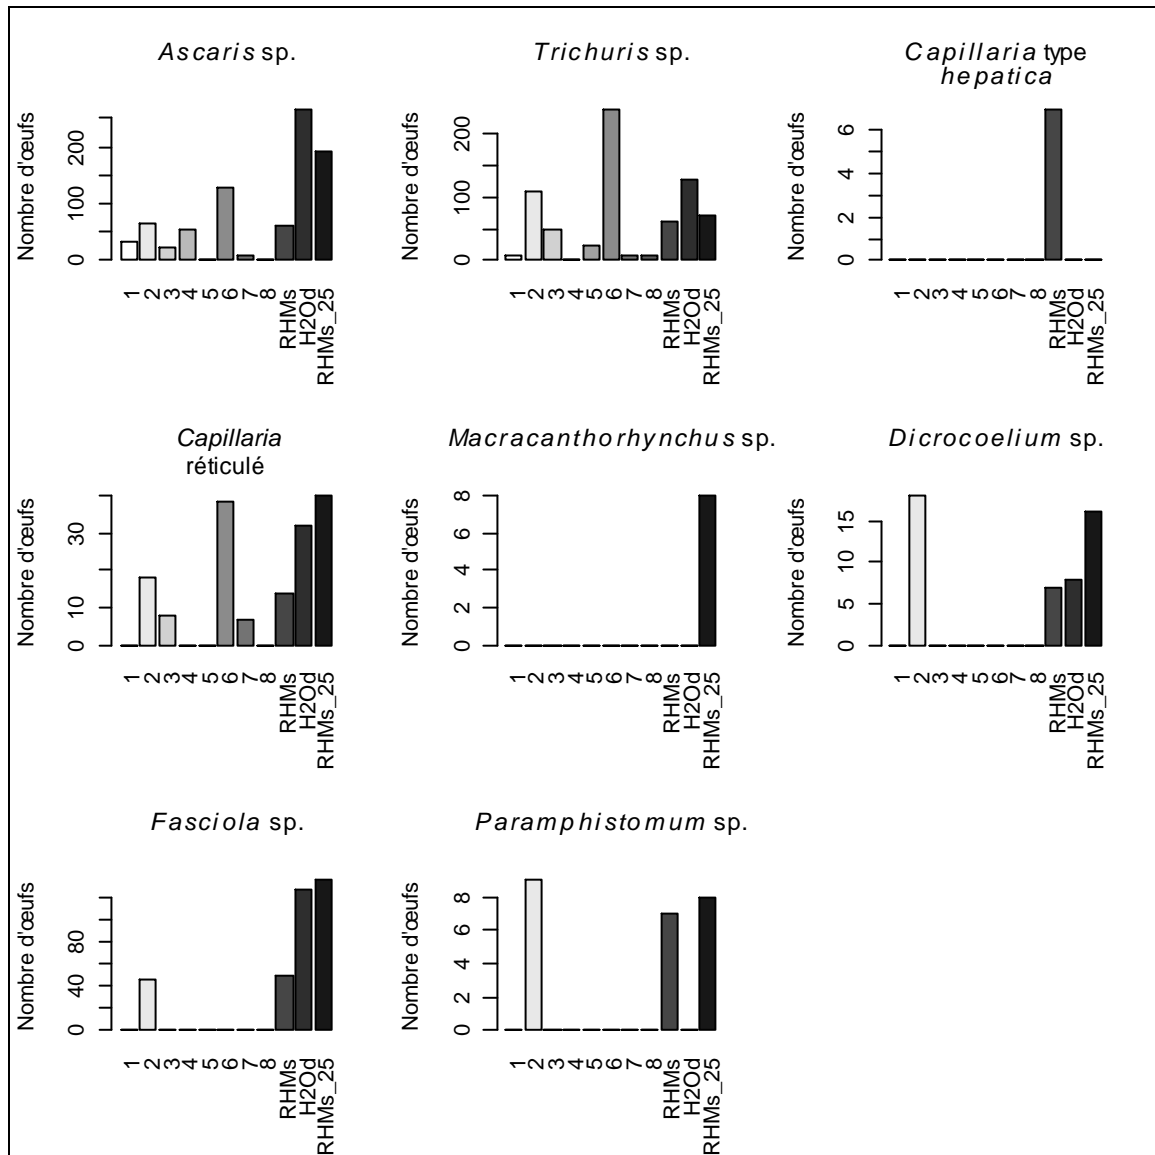 Ascaris sp.
Nombre d'œufs
0 100 200
1 2 3 4 5 6 7 8 RHMs H2Od RHMs_25
Trichuris sp.
Nombre d'œufs
0 100 200
1 2 3 4 5 6 7 8 RHMs H2Od RHMs_25
Capillaria type
hepatica
Nombre d'œufs
0 2 4 6
1 2 3 4 5 6 7 8 RHMs H2Od RHMs_25
Capillaria
réticulé
Nombre d'œufs
0 10 30
1 2 3 4 5 6 7 8 RHMs H2Od RHMs_25
Macracanthorhynchus sp.
Nombre d'œufs
0 2 4 6 8
1 2 3 4 5 6 7 8 RHMs H2Od RHMs_25
Dicrocoelium sp.
Nombre d'œufs
0 5 10 15
1 2 3 4 5 6 7 8 RHMs H2Od RHMs_25
Fasciola sp.
Nombre d'œufs
0 40 80
1 2 3 4 5 6 7 8 RHMs H2Od RHMs_25
Paramphistomum sp.
Nombre d'œufs
0 2 4 6 8
1 2 3 4 5 6 7 8 RHMs H2Od RHMs_25